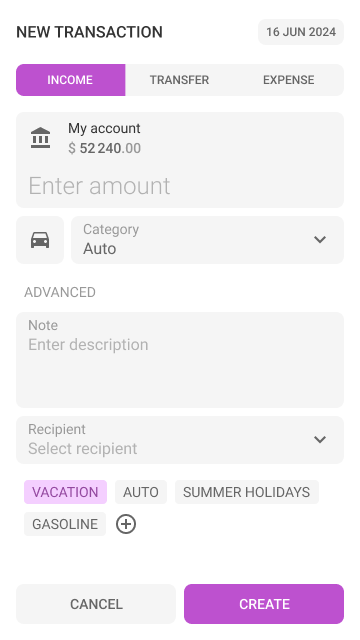 NEW TRANSACTION 16 JUN 2024
INCOME TRANSFER EXPENSE
My account
$ 52 240.00
Enter amount
Category
Auto
ADVANCED
Note
Enter description
Recipient
Select recipient
VACATION AUTO SUMMER HOLIDAYS
GASOLINE
CANCEL CREATE